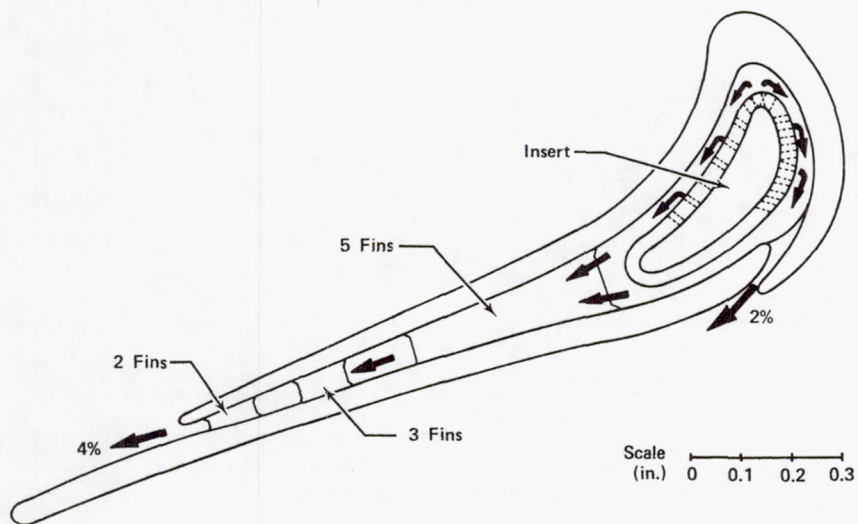 Insert
5 Fins
2%
2 Fins
3 Fins
4%
Scale
(in.)
0 0.1 0.2 0.3